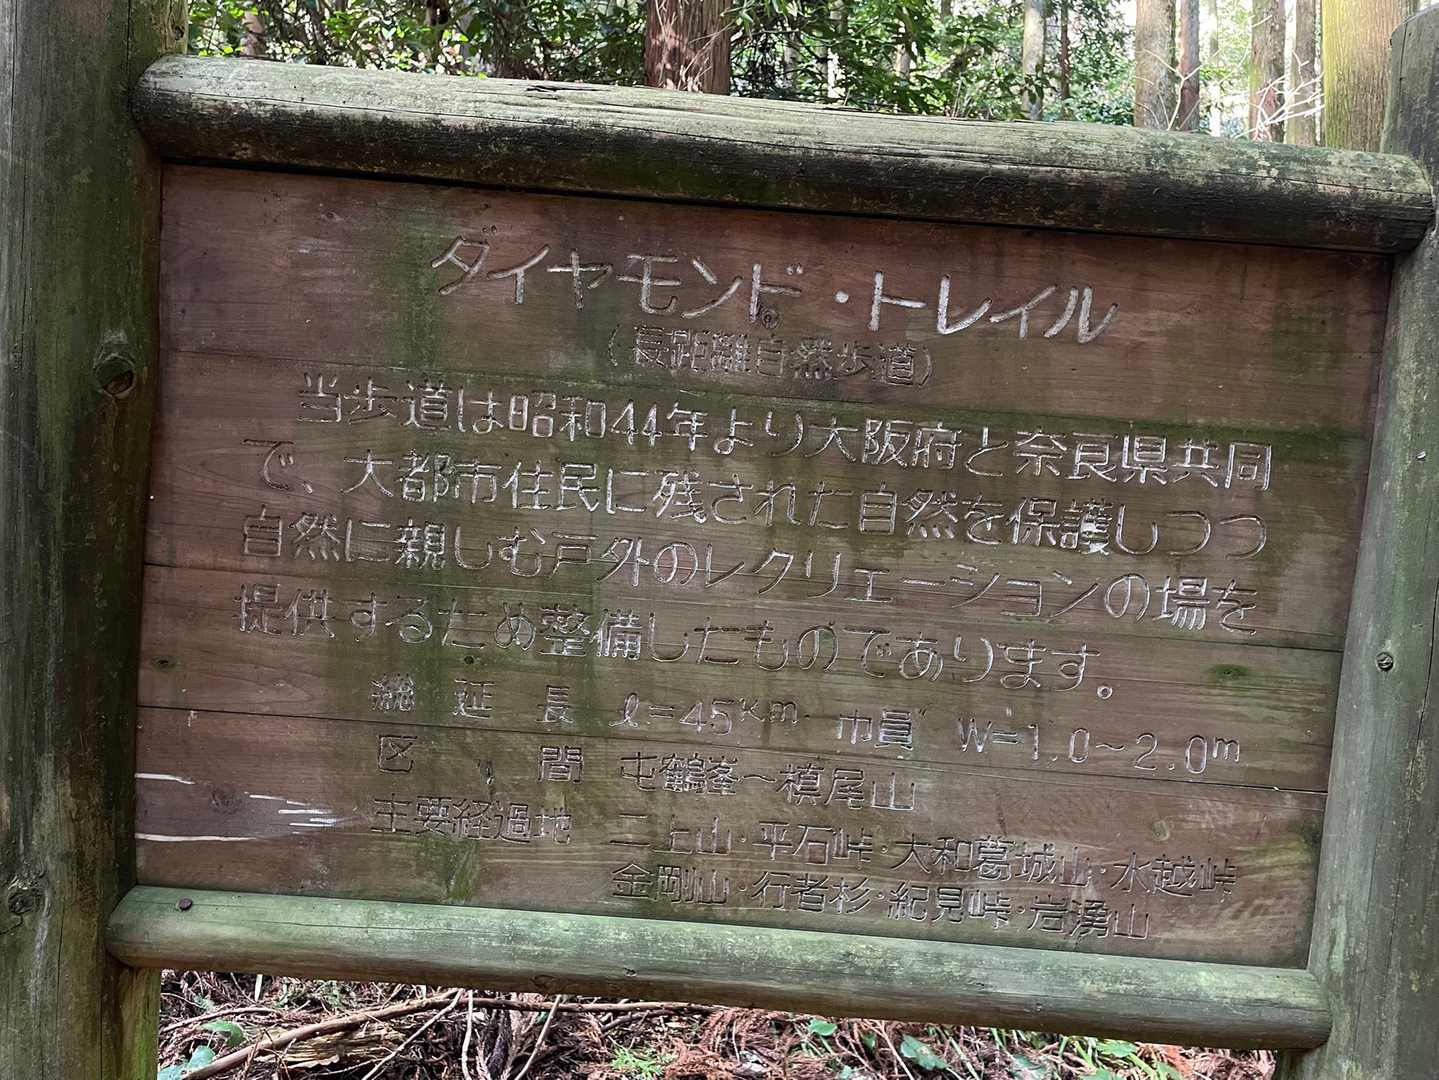 ダイヤモンド・トレイル
(長距離自然歩道)
当歩道は昭和44年より大阪府と奈良県共同
で、大都市住民に残された自然を保護しつつ
自然に親しむ戸外のレクリェーションの場を
提供するため整備したものであります。
総延長 ℓ=45Km 巾員 W=1.0~2.0m
区間 屯鶴峯~槙尾山
主要経過地 二上山・平石峠・大和葛城山・水越峠
金剛山・行者杉・紀見峠・岩湧山